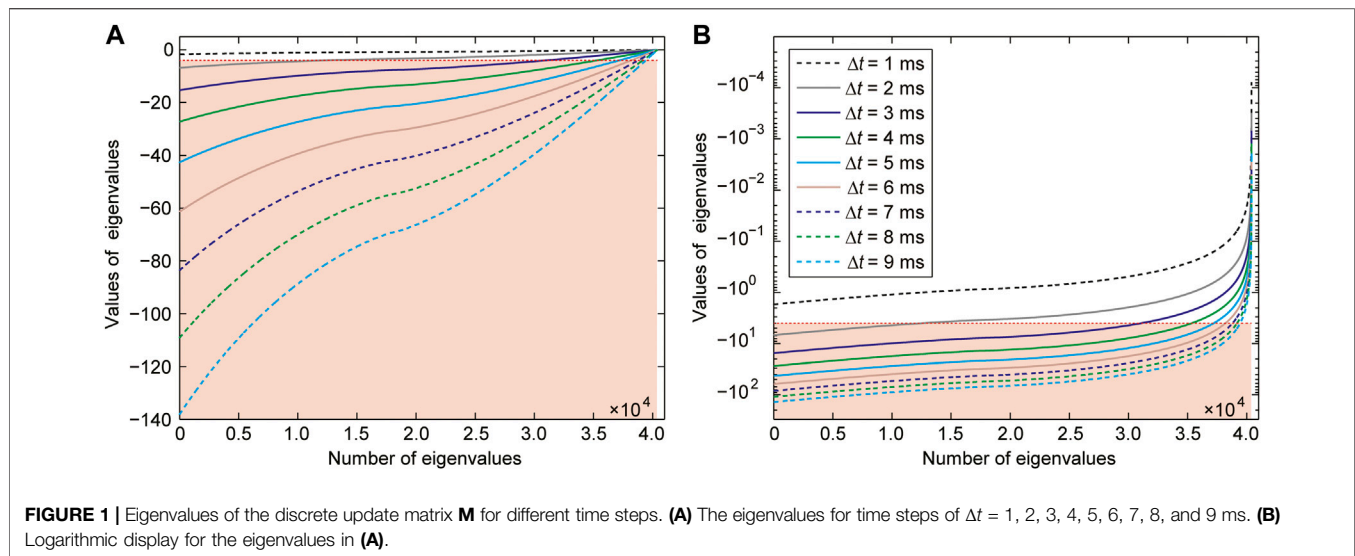 A
0
−20
−40
−60
−80
−100
−120
−140
Values of eigenvalues
0
0.5
1.0
1.5
2.0
2.5
3.0
3.5
4.0
×10⁴
Number of eigenvalues
B
−10⁻⁴
−10⁻³
−10⁻²
−10⁻¹
−10⁰
−10¹
−10²
Values of eigenvalues
Δt = 1 ms
Δt = 2 ms
Δt = 3 ms
Δt = 4 ms
Δt = 5 ms
Δt = 6 ms
Δt = 7 ms
Δt = 8 ms
Δt = 9 ms
0
0.5
1.0
1.5
2.0
2.5
3.0
3.5
4.0
×10⁴
Number of eigenvalues
FIGURE 1 | Eigenvalues of the discrete update matrix M for different time steps. (A) The eigenvalues for time steps of Δt = 1, 2, 3, 4, 5, 6, 7, 8, and 9 ms. (B)
Logarithmic display for the eigenvalues in (A).